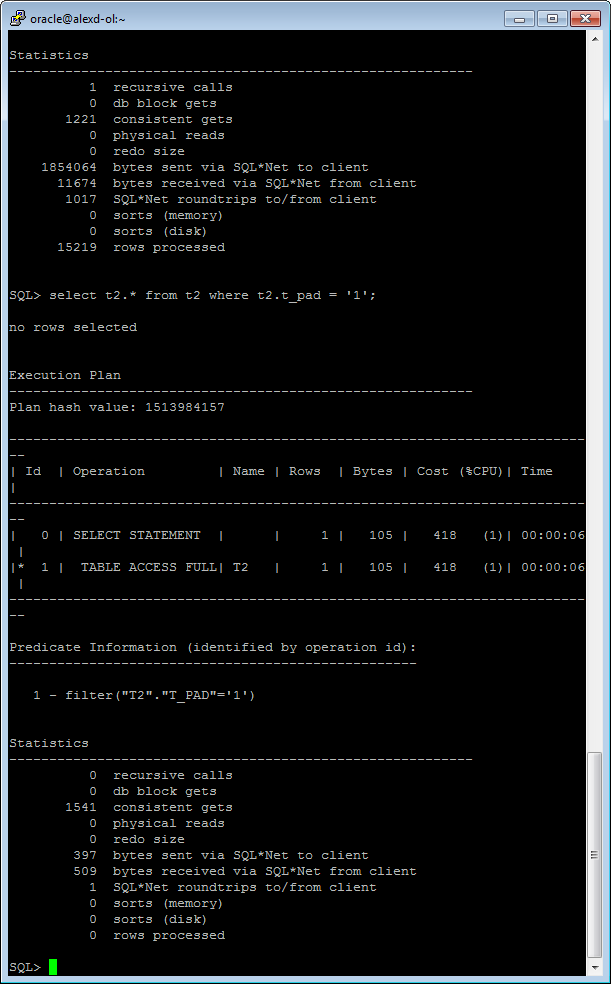 oracle@alexd-ol:~
Statistics
----------------------------------------------------------
          1  recursive calls
          0  db block gets
       1221  consistent gets
          0  physical reads
          0  redo size
    1854064  bytes sent via SQL*Net to client
      11674  bytes received via SQL*Net from client
       1017  SQL*Net roundtrips to/from client
          0  sorts (memory)
          0  sorts (disk)
      15219  rows processed
SQL> select t2.* from t2 where t2.t_pad = '1';
no rows selected
Execution Plan
----------------------------------------------------------
Plan hash value: 1513984157
------------------------------------------------------------------------
--
| Id  | Operation         | Name | Rows  | Bytes | Cost (%CPU)| Time
|
------------------------------------------------------------------------
--
|   0 | SELECT STATEMENT  |      |     1 |   105 |   418   (1)| 00:00:06
 |
|*  1 |  TABLE ACCESS FULL| T2   |     1 |   105 |   418   (1)| 00:00:06
 |
------------------------------------------------------------------------
--
Predicate Information (identified by operation id):
---------------------------------------------------
   1 - filter("T2"."T_PAD"='1')
Statistics
----------------------------------------------------------
          0  recursive calls
          0  db block gets
       1541  consistent gets
          0  physical reads
          0  redo size
        397  bytes sent via SQL*Net to client
        509  bytes received via SQL*Net from client
          1  SQL*Net roundtrips to/from client
          0  sorts (memory)
          0  sorts (disk)
          0  rows processed
SQL>